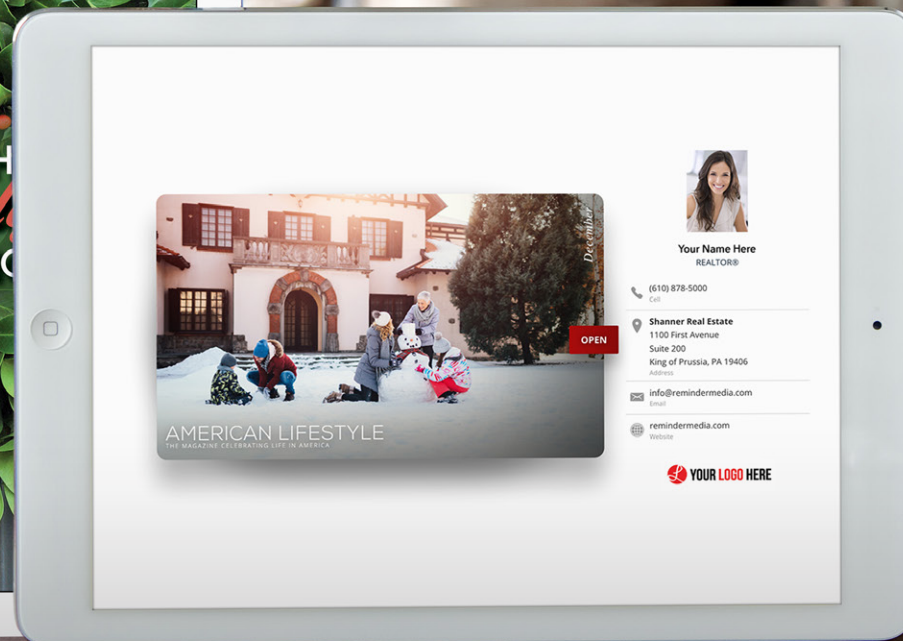 December
OPEN
AMERICAN LIFESTYLE
THE MAGAZINE CELEBRATING LIFE IN AMERICA
Your Name Here
REALTOR®
(610) 878-5000
Cell
Shanner Real Estate
1100 First Avenue
Suite 200
King of Prussia, PA 19406
Address
info@remindermedia.com
Email
remindermedia.com
Website
YOUR LOGO HERE